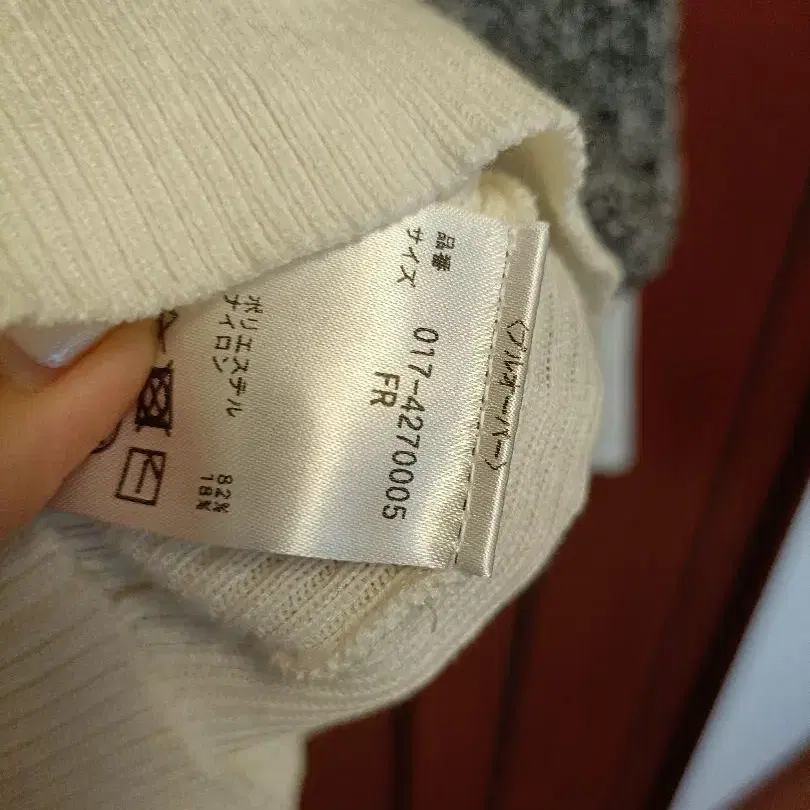 〈プルオーバー〉
品番 017-4270005
サイズ FR
ポリエステル 82%
ナイロン 18%